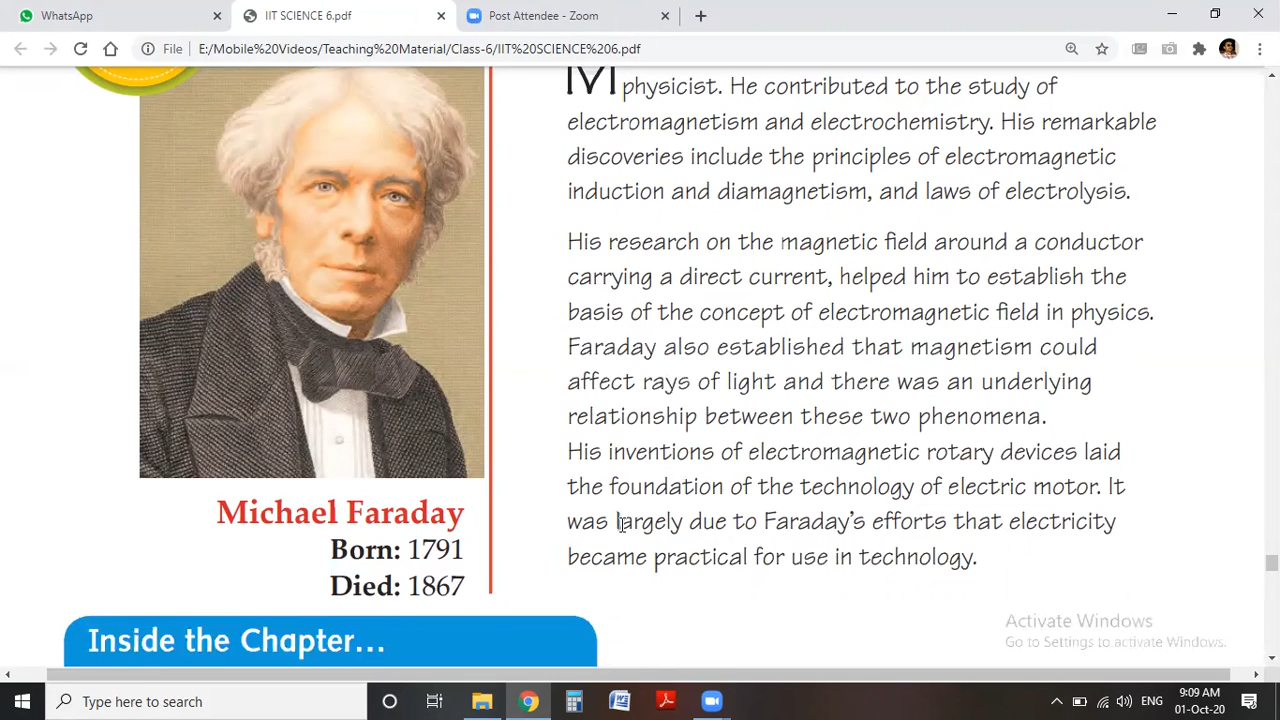 WhatsApp
IIT SCIENCE 6.pdf
Post Attendee - Zoom
File
E:/Mobile%20Videos/Teaching%20Material/Class-6/IIT%20SCIENCE%206.pdf
M physicist. He contributed to the study of
electromagnetism and electrochemistry. His remarkable
discoveries include the principles of electromagnetic
induction and diamagnetism, and laws of electrolysis.
His research on the magnetic field around a conductor
carrying a direct current, helped him to establish the
basis of the concept of electromagnetic field in physics.
Faraday also established that magnetism could
affect rays of light and there was an underlying
relationship between these two phenomena.
His inventions of electromagnetic rotary devices laid
the foundation of the technology of electric motor. It
was largely due to Faraday's efforts that electricity
became practical for use in technology.
Michael Faraday
Born: 1791
Died: 1867
Inside the Chapter...
Activate Windows
Go to Settings to activate Windows.
Type here to search
ENG
9:09 AM
01-Oct-20